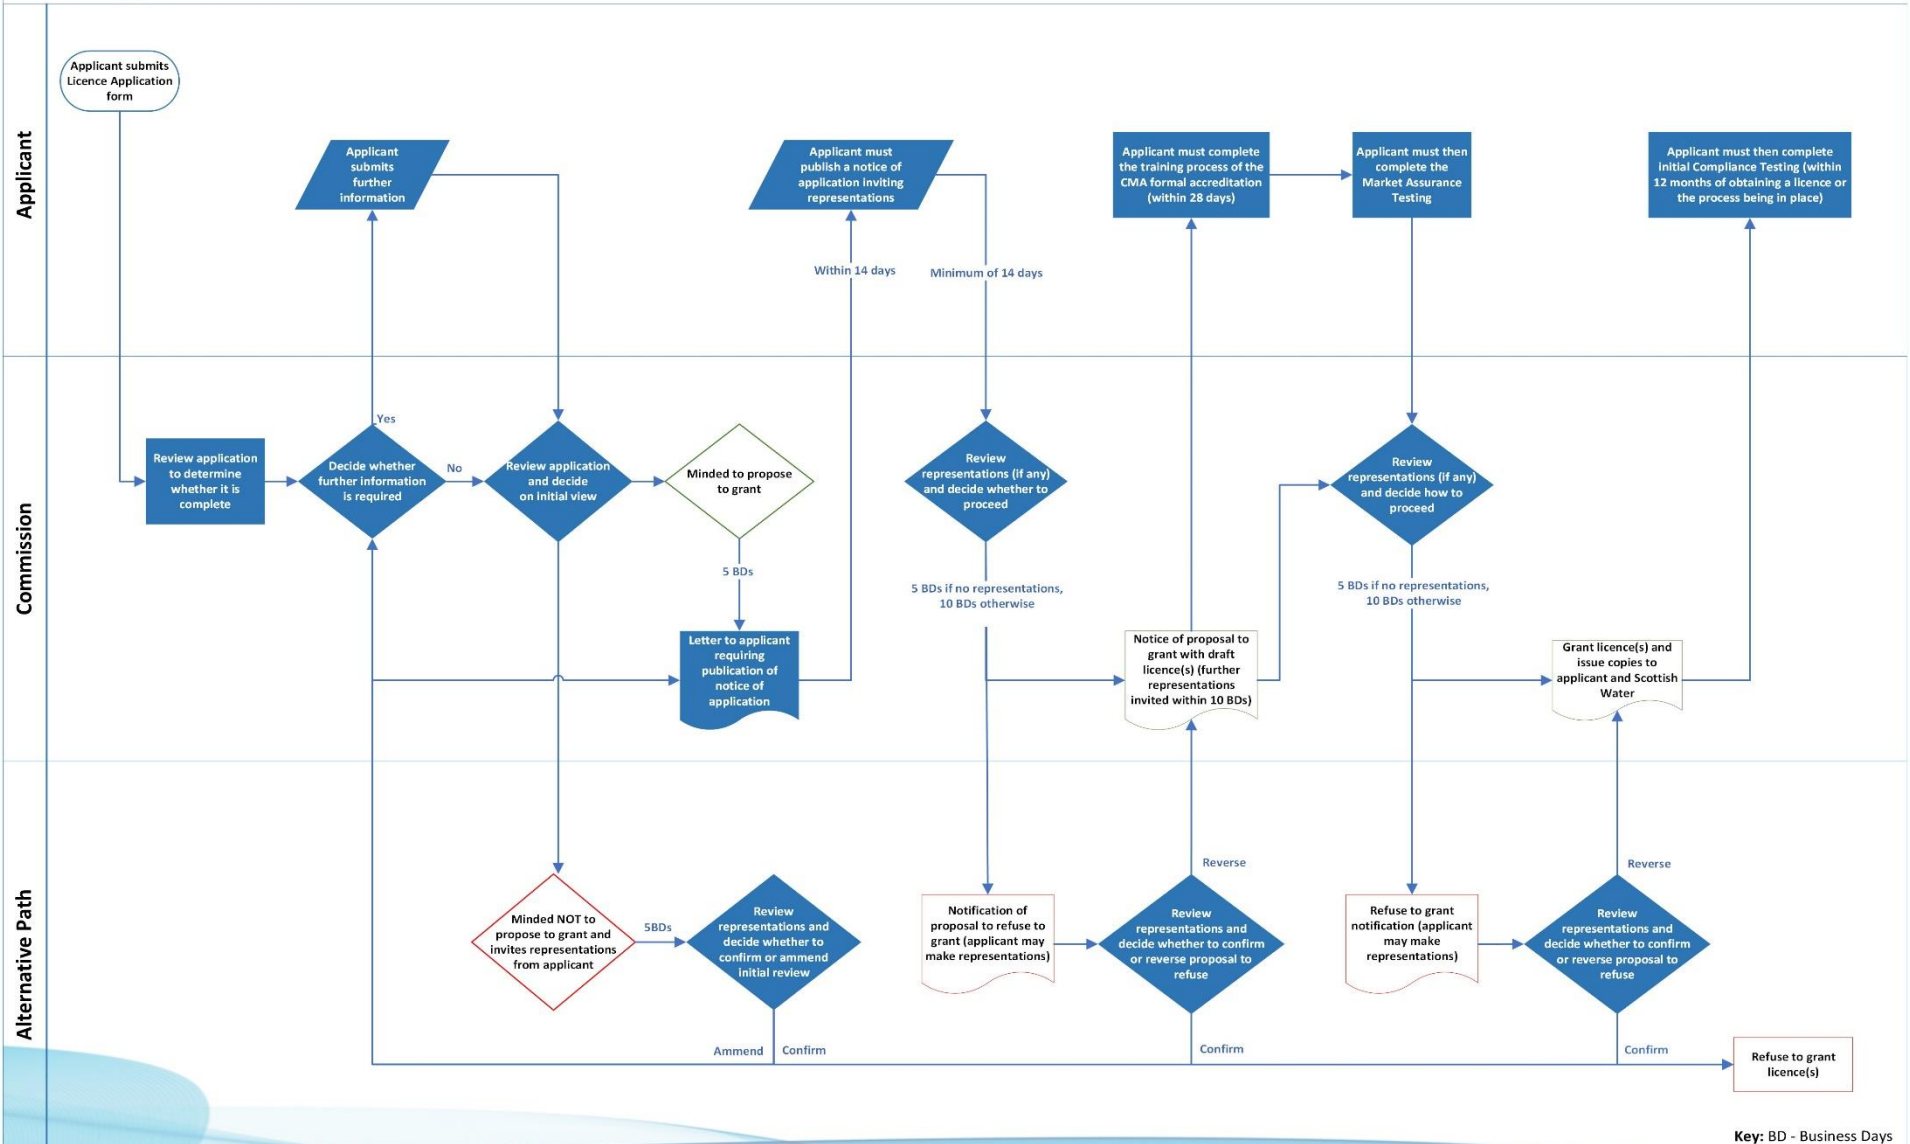 Applicant
Applicant submits
Licence Application
form
Applicant
submits
further
information
Applicant must
publish a notice of
application inviting
representations
Applicant must complete
the training process of the
CMA formal accreditation
(within 28 days)
Applicant must then
complete the
Market Assurance
Testing
Applicant must then complete
Initial Compliance Testing (within
12 months of obtaining a licence or
the process being in place)
Within 14 days
Minimum of 14 days
Commission
Review application
to determine
whether it is
complete
Yes
Decide whether
further information
is required
No
Review application
and decide
on initial view
Minded to propose
to grant
5 BDs
Letter to applicant
requiring
publication of
notice of
application
Review
representations (if any)
and decide whether to
proceed
5 BDs if no representations,
10 BDs otherwise
Notice of proposal to
grant with draft
licence(s) (further
representations
invited within 10 BDs)
Review
representations (if any)
and decide how to
proceed
5 BDs if no representations,
10 BDs otherwise
Grant licence(s) and
issue copies to
applicant and Scottish
Water
Alternative Path
Minded NOT to
propose to grant and
invites representations
from applicant
5BDs
Review
representations and
decide whether to
confirm or ammend
initial review
Ammend
Confirm
Notification of
proposal to refuse to
grant (applicant may
make representations)
Reverse
Review
representations and
decide whether to confirm
or reverse proposal to
refuse
Confirm
Refuse to grant
notification (applicant
may make
representations)
Reverse
Review
representations and
decide whether to confirm
or reverse proposal to
refuse
Confirm
Refuse to grant
licence(s)
Key: BD - Business Days